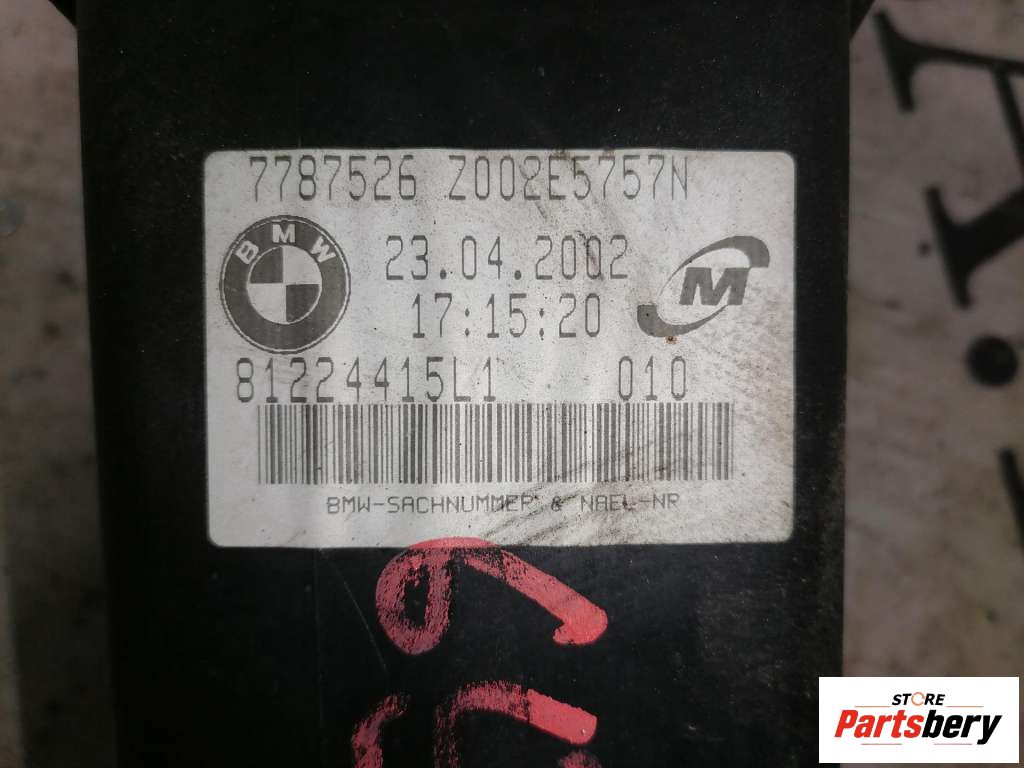 7787526 Z002E5757N
BMW
23.04.2002
M
17:15:20
81224415L1 010
BMW-SACHNUMMER & NAEL-NR
STORE
Partsbery